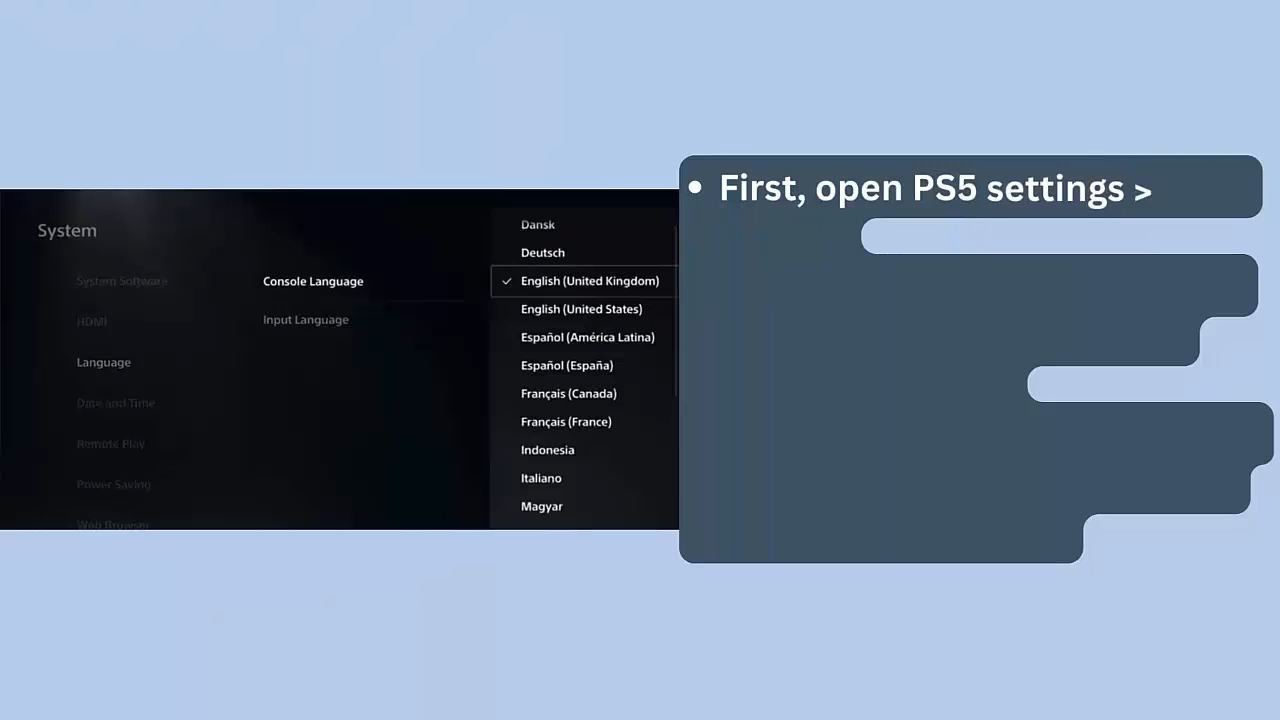 System
System Software
HDMI
Language
Date and Time
Remote Play
Power Saving
Web Browser
Console Language
Input Language
Dansk
Deutsch
✓ English (United Kingdom)
English (United States)
Español (América Latina)
Español (España)
Français (Canada)
Français (France)
Indonesia
Italiano
Magyar
• First, open PS5 settings >